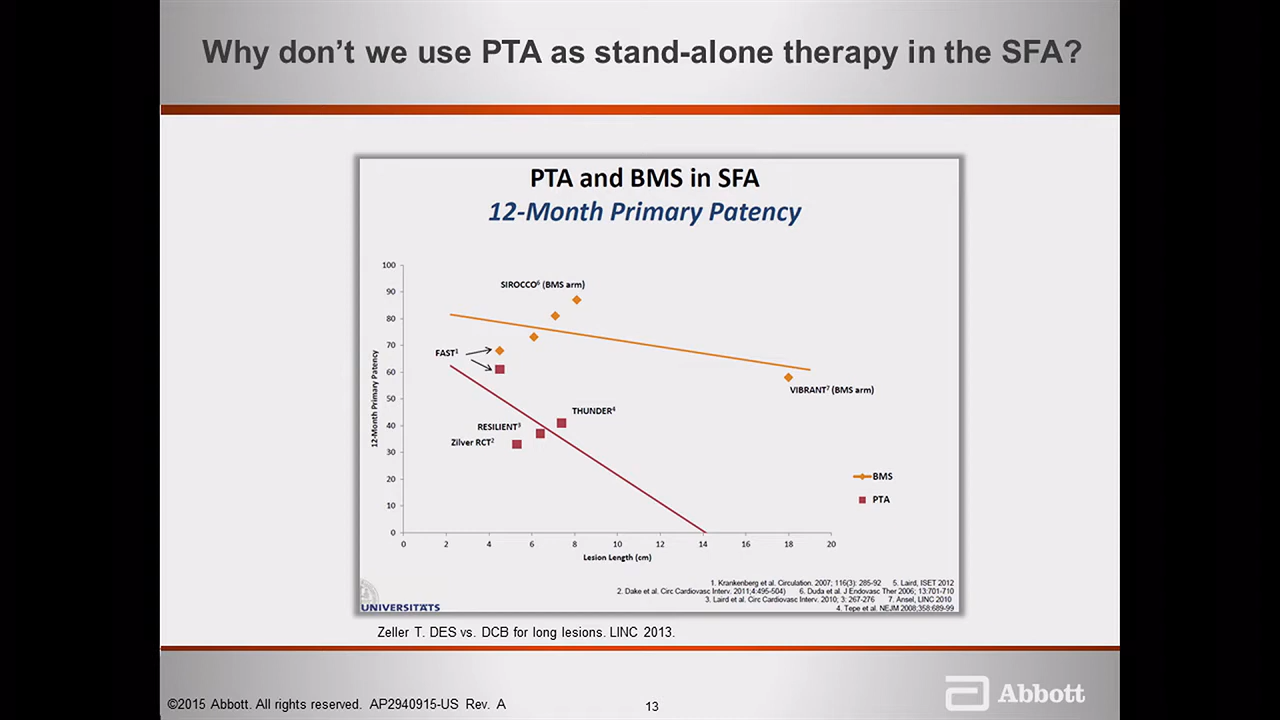 Why don't we use PTA as stand-alone therapy in the SFA?
PTA and BMS in SFA
12-Month Primary Patency
100
90
80
70
60
50
40
30
20
10
0
12-Month Primary Patency
SIROCCO⁶ (BMS arm)
FAST¹
VIBRANT⁷ (BMS arm)
THUNDER⁴
RESILIENT³
Zilver RCT²
BMS
PTA
0 2 4 6 8 10 12 14 16 18 20
Lesion Length (cm)
1. Krankenberg et al. Circulation. 2007; 116(3): 285-92 5. Laird, ISET 2012
2. Dake et al. Circ Cardiovasc Interv. 2011;4:495-504) 6. Duda et al. J Endovasc Ther 2006; 13:701-710
3. Laird et al. Circ Cardiovasc Interv. 2010; 3: 267-276 7. Ansel, LINC 2010
4. Tepe et al. NEJM 2008;358:689-99
UNIVERSITÄTS
Zeller T. DES vs. DCB for long lesions. LINC 2013.
©2015 Abbott. All rights reserved. AP2940915-US Rev. A
13
Abbott